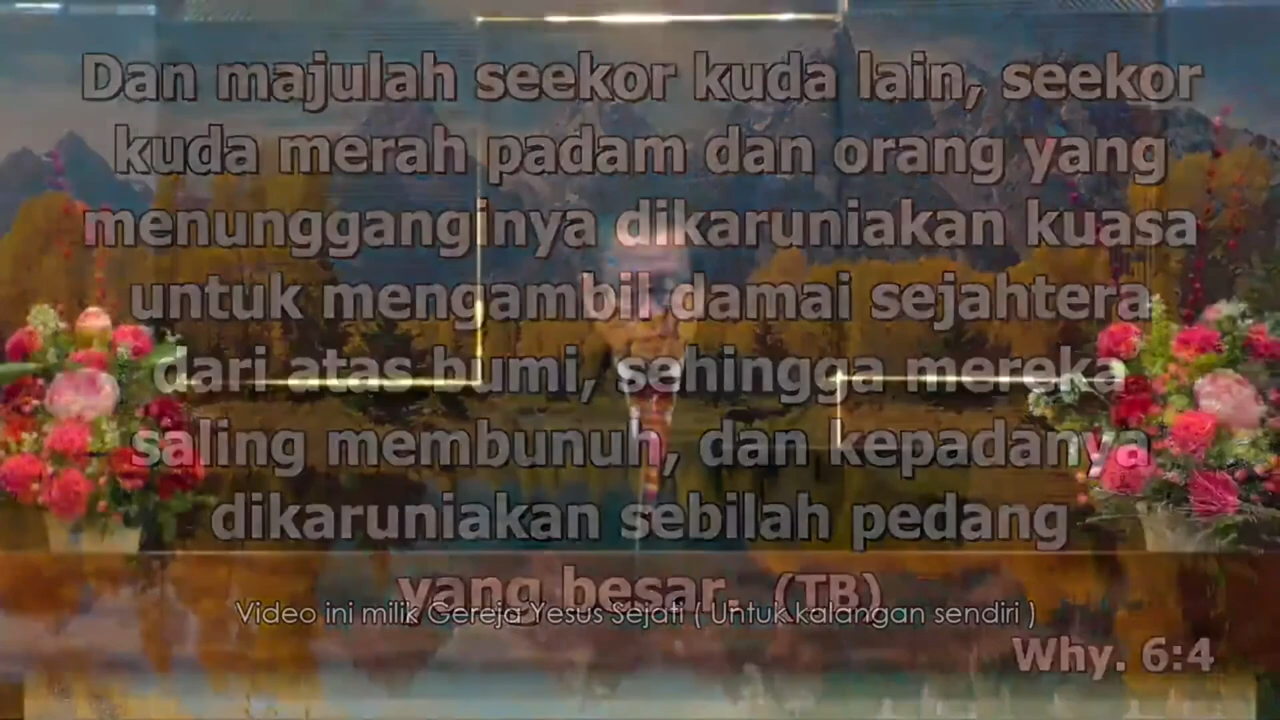 Dan majulah seekor kuda lain, seekor
kuda merah padam dan orang yang
menungganginya dikaruniakan kuasa
untuk mengambil damai sejahtera
dari atas bumi, sehingga mereka
saling membunuh, dan kepadanya
dikaruniakan sebilah pedang
yang besar. (TB)
Video ini milik Gereja Yesus Sejati ( Untuk kalangan sendiri )
Why. 6:4